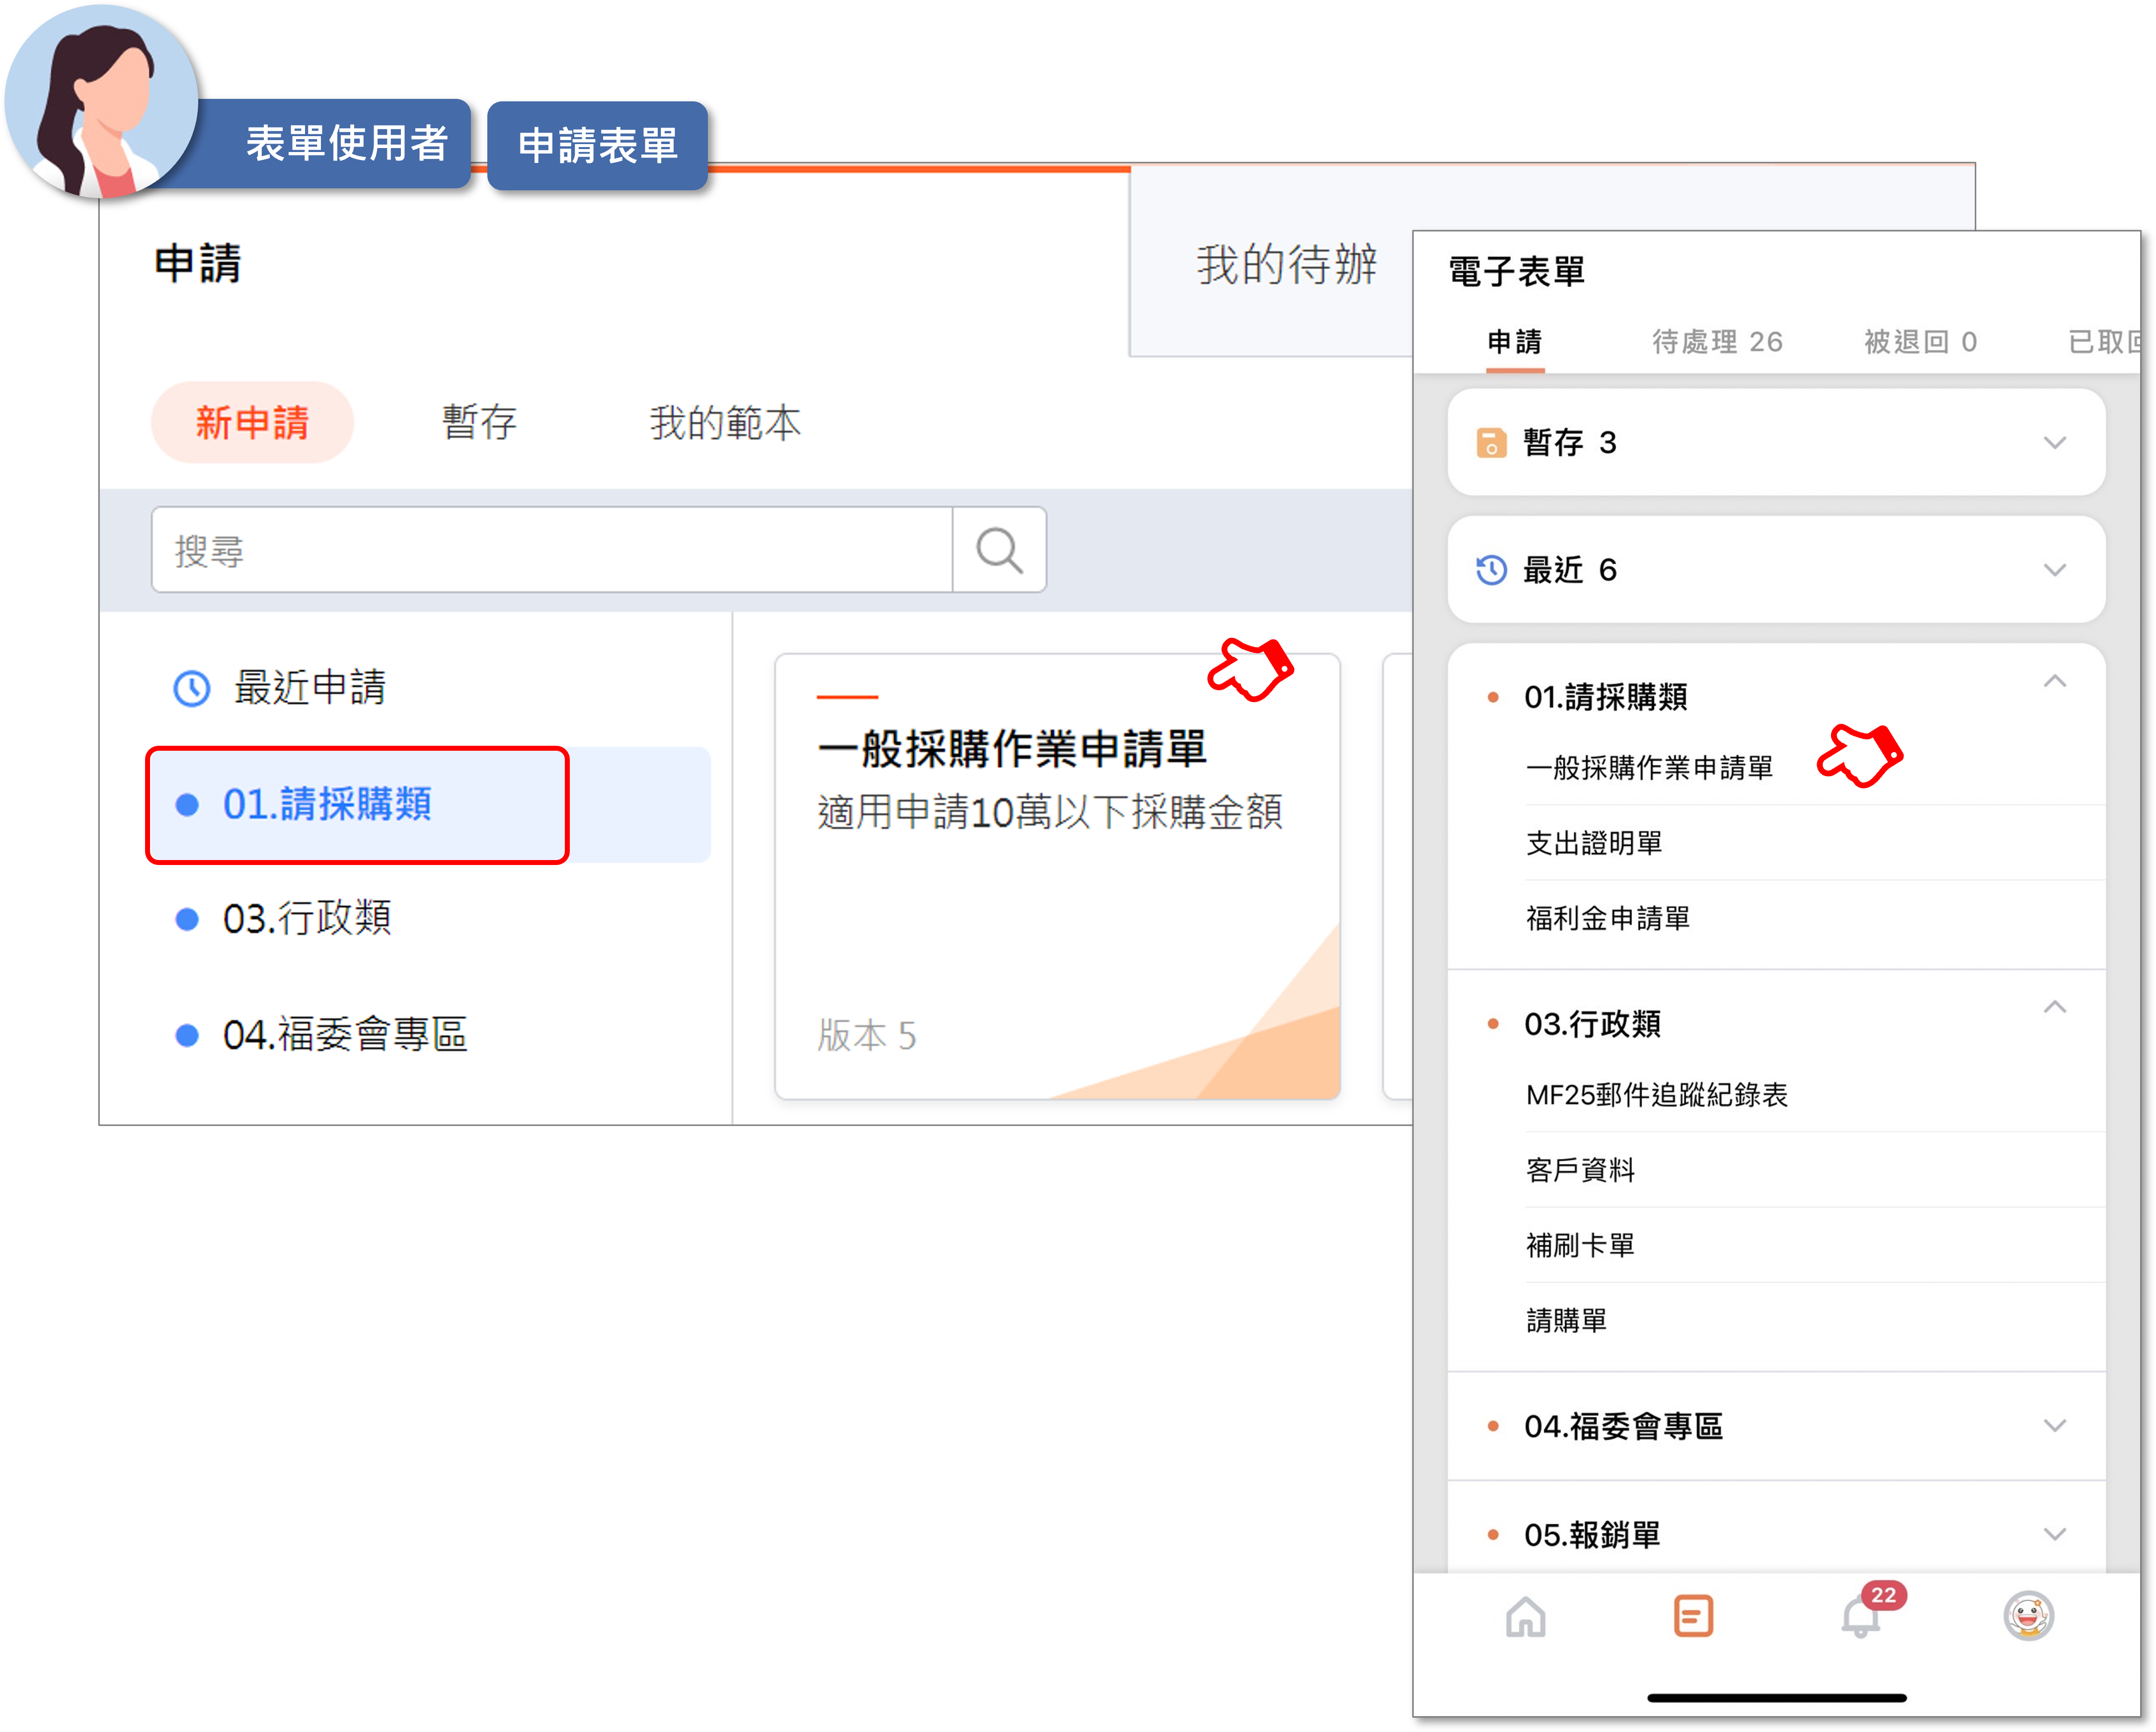 表單使用者
申請表單
申請
我的待辦
新申請
暫存
我的範本
搜尋
最近申請
01.請採購類
03.行政類
04.福委會專區
一般採購作業申請單
適用申請10萬以下採購金額
版本 5
電子表單
申請
待處理 26
被退回 0
已取
暫存 3
最近 6
01.請採購類
一般採購作業申請單
支出證明單
福利金申請單
03.行政類
MF25郵件追蹤紀錄表
客戶資料
補刷卡單
請購單
04.福委會專區
05.報銷單
22